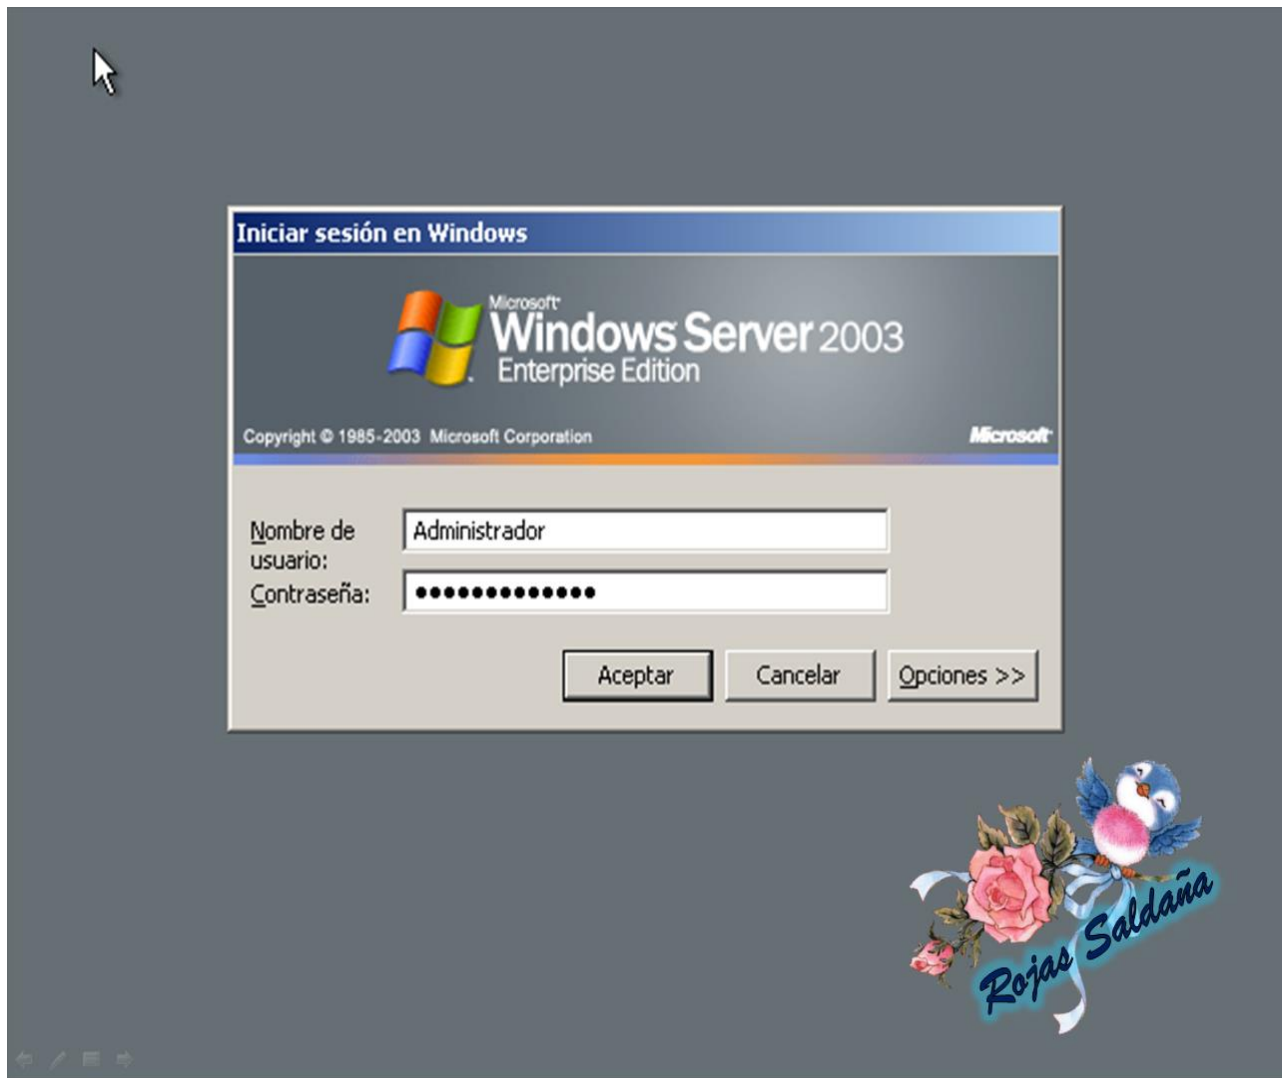 Iniciar sesión en Windows
Microsoft
Windows Server 2003
Enterprise Edition
Copyright © 1985-2003 Microsoft Corporation
Microsoft
Nombre de usuario:
Administrador
Contraseña:
•••••••••••••
Aceptar
Cancelar
Opciones >>
Rojas Saldaña